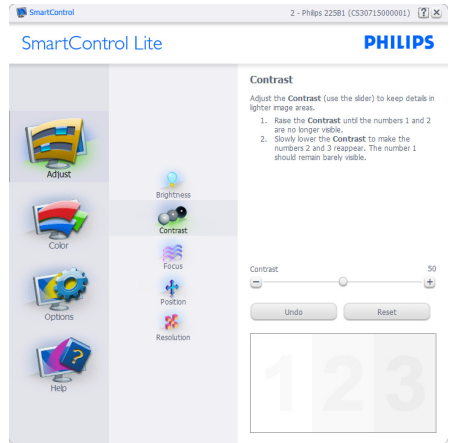 SmartControl
2 - Philips 225B1 (CS30715000001) ? ×
SmartControl Lite
PHILIPS
Adjust
Color
Options
Help
Brightness
Contrast
Focus
Position
Resolution
Contrast
Adjust the Contrast (use the slider) to keep details in
lighter image areas.
1. Raise the Contrast until the numbers 1 and 2
are no longer visible.
2. Slowly lower the Contrast to make the
numbers 2 and 3 reappear. The number 1
should remain barely visible.
Contrast 50
− +
Undo Reset
1 2 3